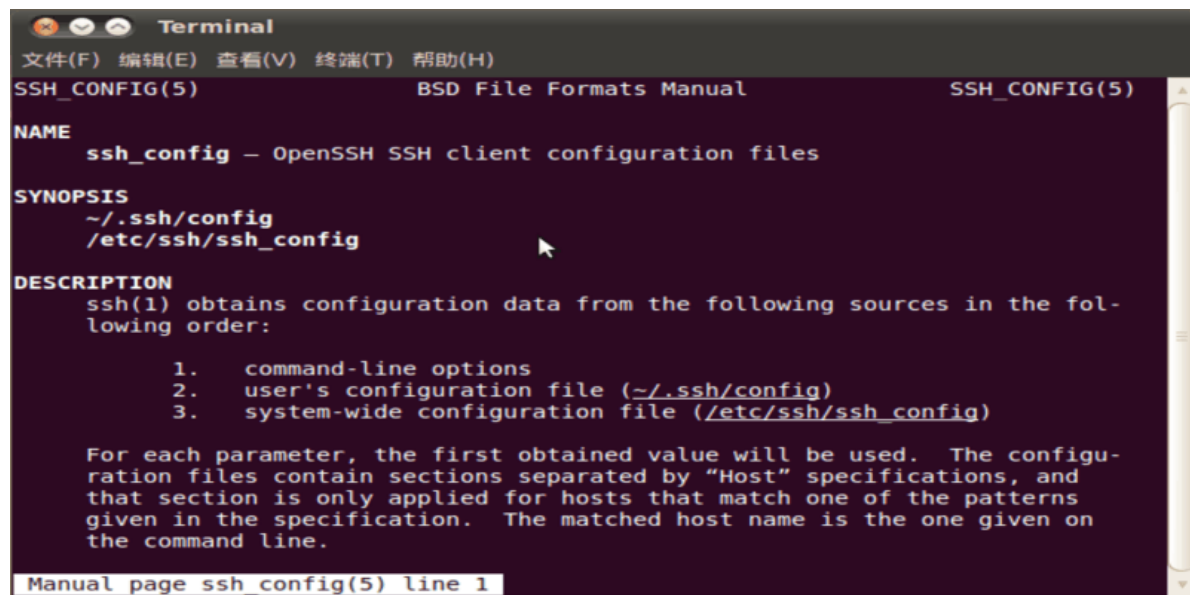 Terminal
文件(F) 编辑(E) 查看(V) 终端(T) 帮助(H)
SSH_CONFIG(5) BSD File Formats Manual SSH_CONFIG(5)
NAME
ssh_config — OpenSSH SSH client configuration files
SYNOPSIS
~/.ssh/config
/etc/ssh/ssh_config
DESCRIPTION
ssh(1) obtains configuration data from the following sources in the fol-
lowing order:
1. command-line options
2. user's configuration file (~/.ssh/config)
3. system-wide configuration file (/etc/ssh/ssh_config)
For each parameter, the first obtained value will be used. The configu-
ration files contain sections separated by “Host” specifications, and
that section is only applied for hosts that match one of the patterns
given in the specification. The matched host name is the one given on
the command line.
Manual page ssh_config(5) line 1